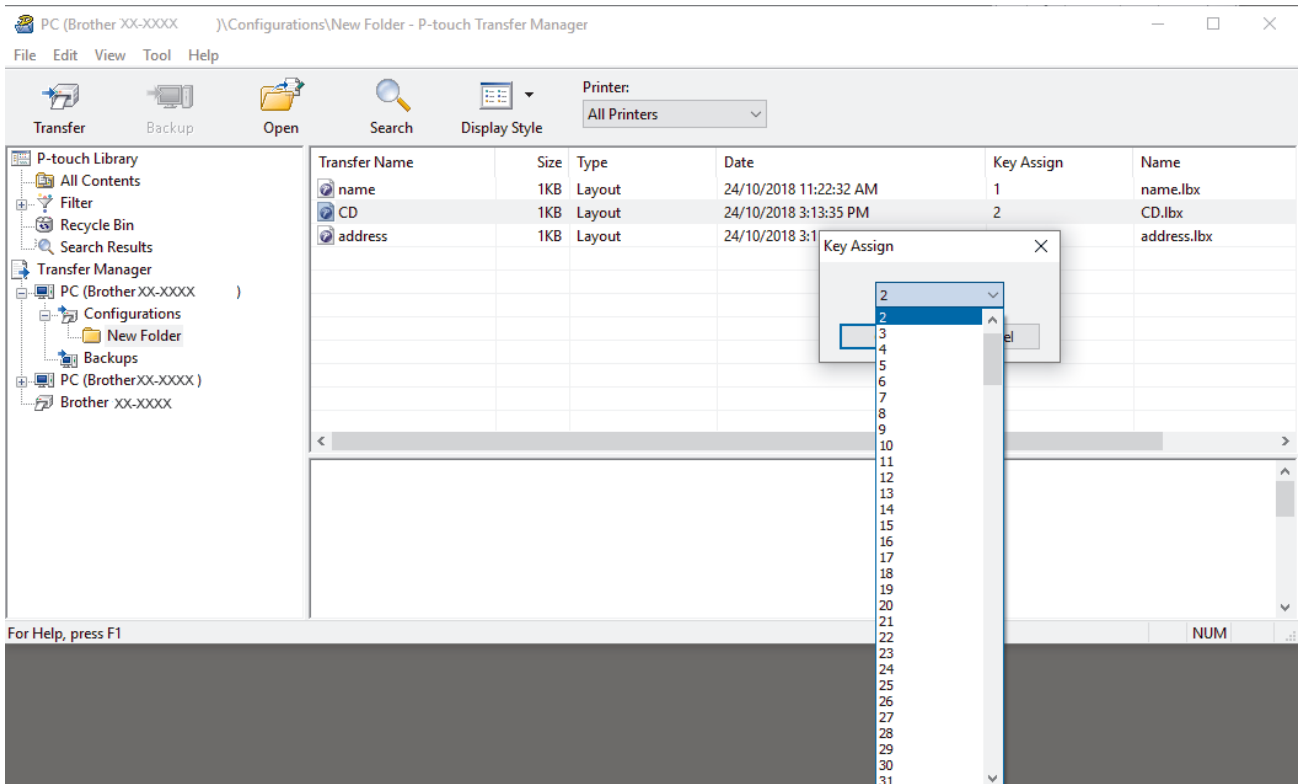 PC (Brother XX-XXXX )\Configurations\New Folder - P-touch Transfer Manager
File Edit View Tool Help
Transfer Backup Open Search Display Style
Printer:
All Printers
P-touch Library
All Contents
Filter
Recycle Bin
Search Results
Transfer Manager
PC (Brother XX-XXXX )
Configurations
New Folder
Backups
PC (Brother XX-XXXX )
Brother XX-XXXX
Transfer Name Size Type Date Key Assign Name
name 1KB Layout 24/10/2018 11:22:32 AM 1 name.lbx
CD 1KB Layout 24/10/2018 3:13:35 PM 2 CD.lbx
address 1KB Layout 24/10/2018 3:1 address.lbx
Key Assign
2
2
3
4
5
6
7
8
9
10
11
12
13
14
15
16
17
18
19
20
21
22
23
24
25
26
27
28
29
30
31
For Help, press F1
NUM